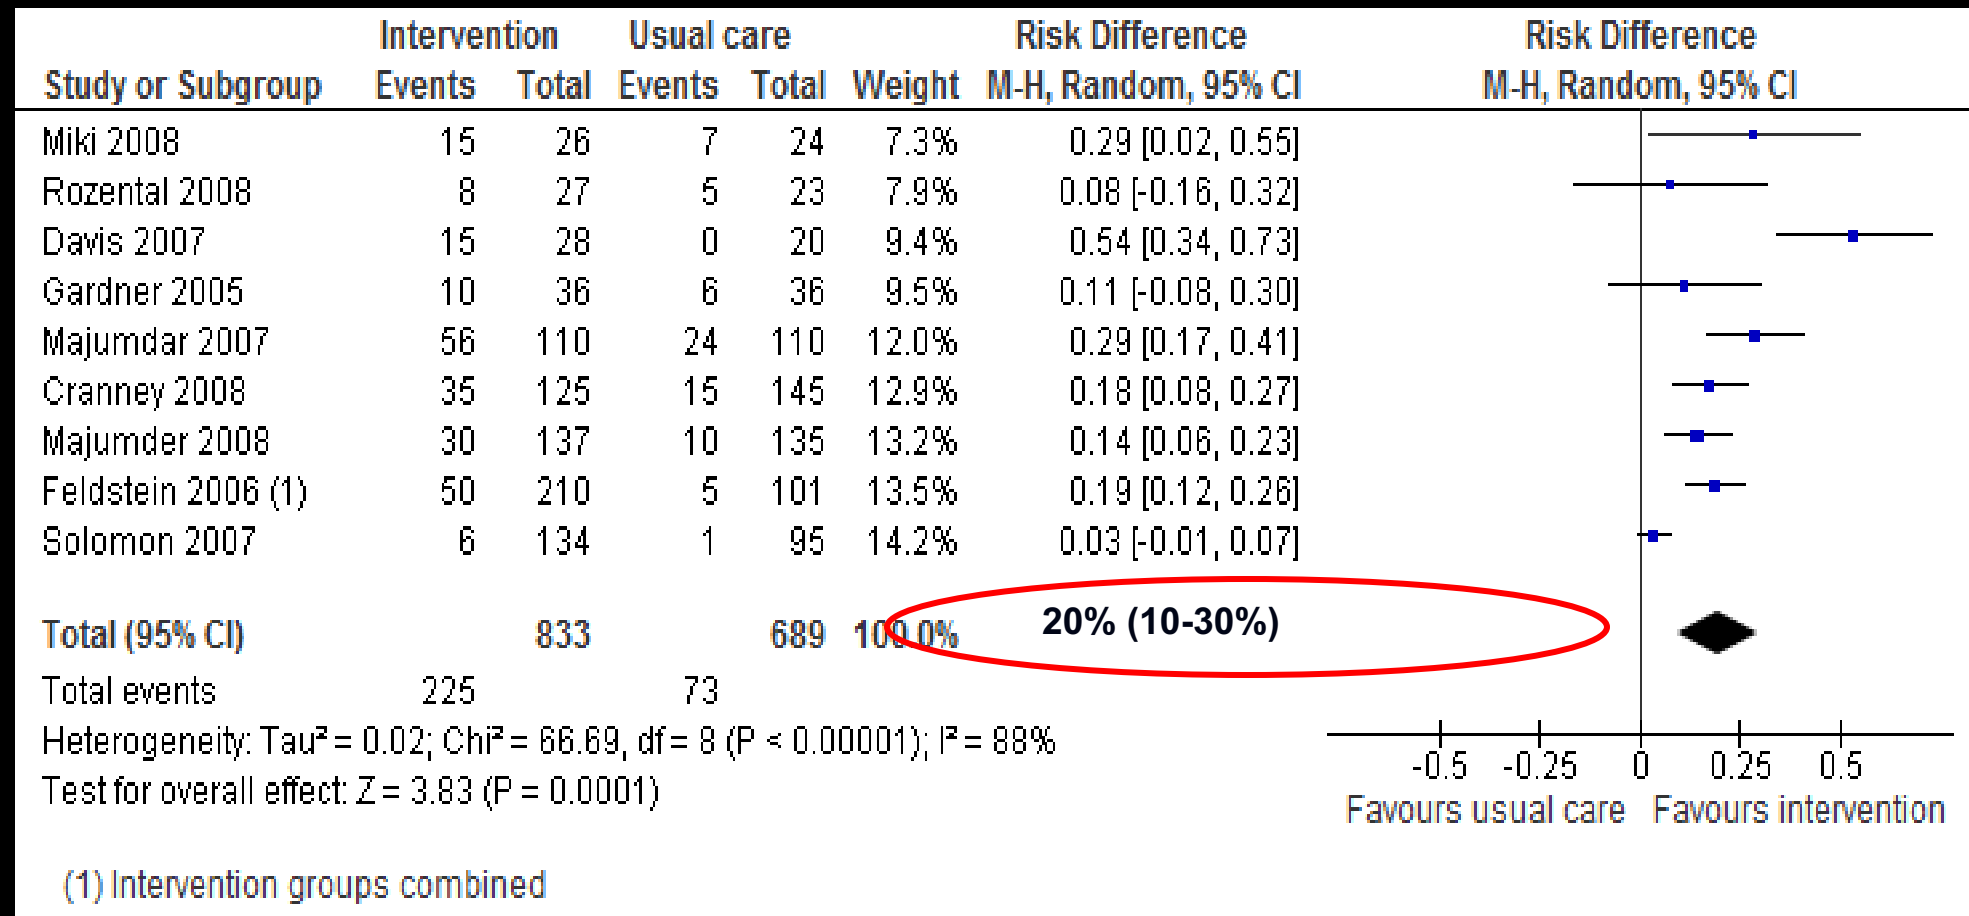 Intervention Usual care Risk Difference Risk Difference
Study or Subgroup Events Total Events Total Weight M-H, Random, 95% CI M-H, Random, 95% CI
Miki 2008 15 26 7 24 7.3% 0.29 [0.02, 0.55]
Rozental 2008 8 27 5 23 7.9% 0.08 [-0.16, 0.32]
Davis 2007 15 28 0 20 9.4% 0.54 [0.34, 0.73]
Gardner 2005 10 36 6 36 9.5% 0.11 [-0.08, 0.30]
Majumdar 2007 56 110 24 110 12.0% 0.29 [0.17, 0.41]
Cranney 2008 35 125 15 145 12.9% 0.18 [0.08, 0.27]
Majumder 2008 30 137 10 135 13.2% 0.14 [0.06, 0.23]
Feldstein 2006 (1) 50 210 5 101 13.5% 0.19 [0.12, 0.26]
Solomon 2007 6 134 1 95 14.2% 0.03 [-0.01, 0.07]
Total (95% CI) 833 689 100.0% 20% (10-30%)
Total events 225 73
Heterogeneity: Tau² = 0.02; Chi² = 66.69, df = 8 (P < 0.00001); I² = 88%
Test for overall effect: Z = 3.83 (P = 0.0001)
-0.5 -0.25 0 0.25 0.5
Favours usual care Favours intervention
(1) Intervention groups combined